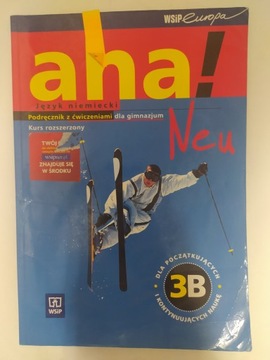 WSiP europa
aha!
język niemiecki
Podręcznik z ćwiczeniami dla gimnazjum
Kurs rozszerzony
Neu
TWÓJ
ZNAJDUJE SIĘ
W ŚRODKU
DLA POCZĄTKUJĄCYCH
3B
I KONTYNUUJĄCYCH NAUKĘ
WSiP